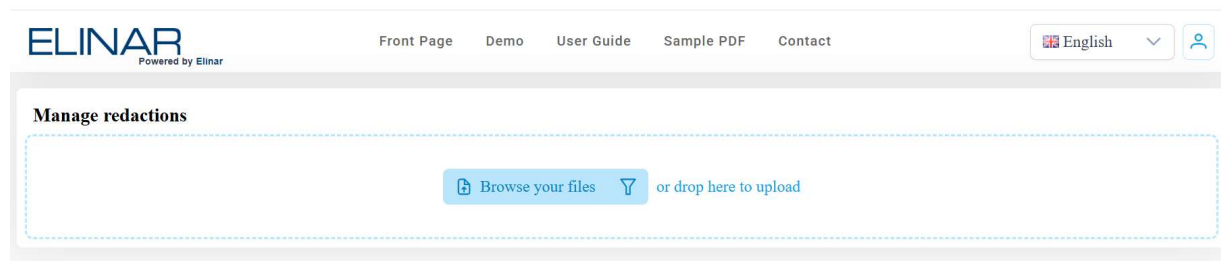 ELINAR
Powered by Elinar
Front Page Demo User Guide Sample PDF Contact
English
Manage redactions
Browse your files or drop here to upload